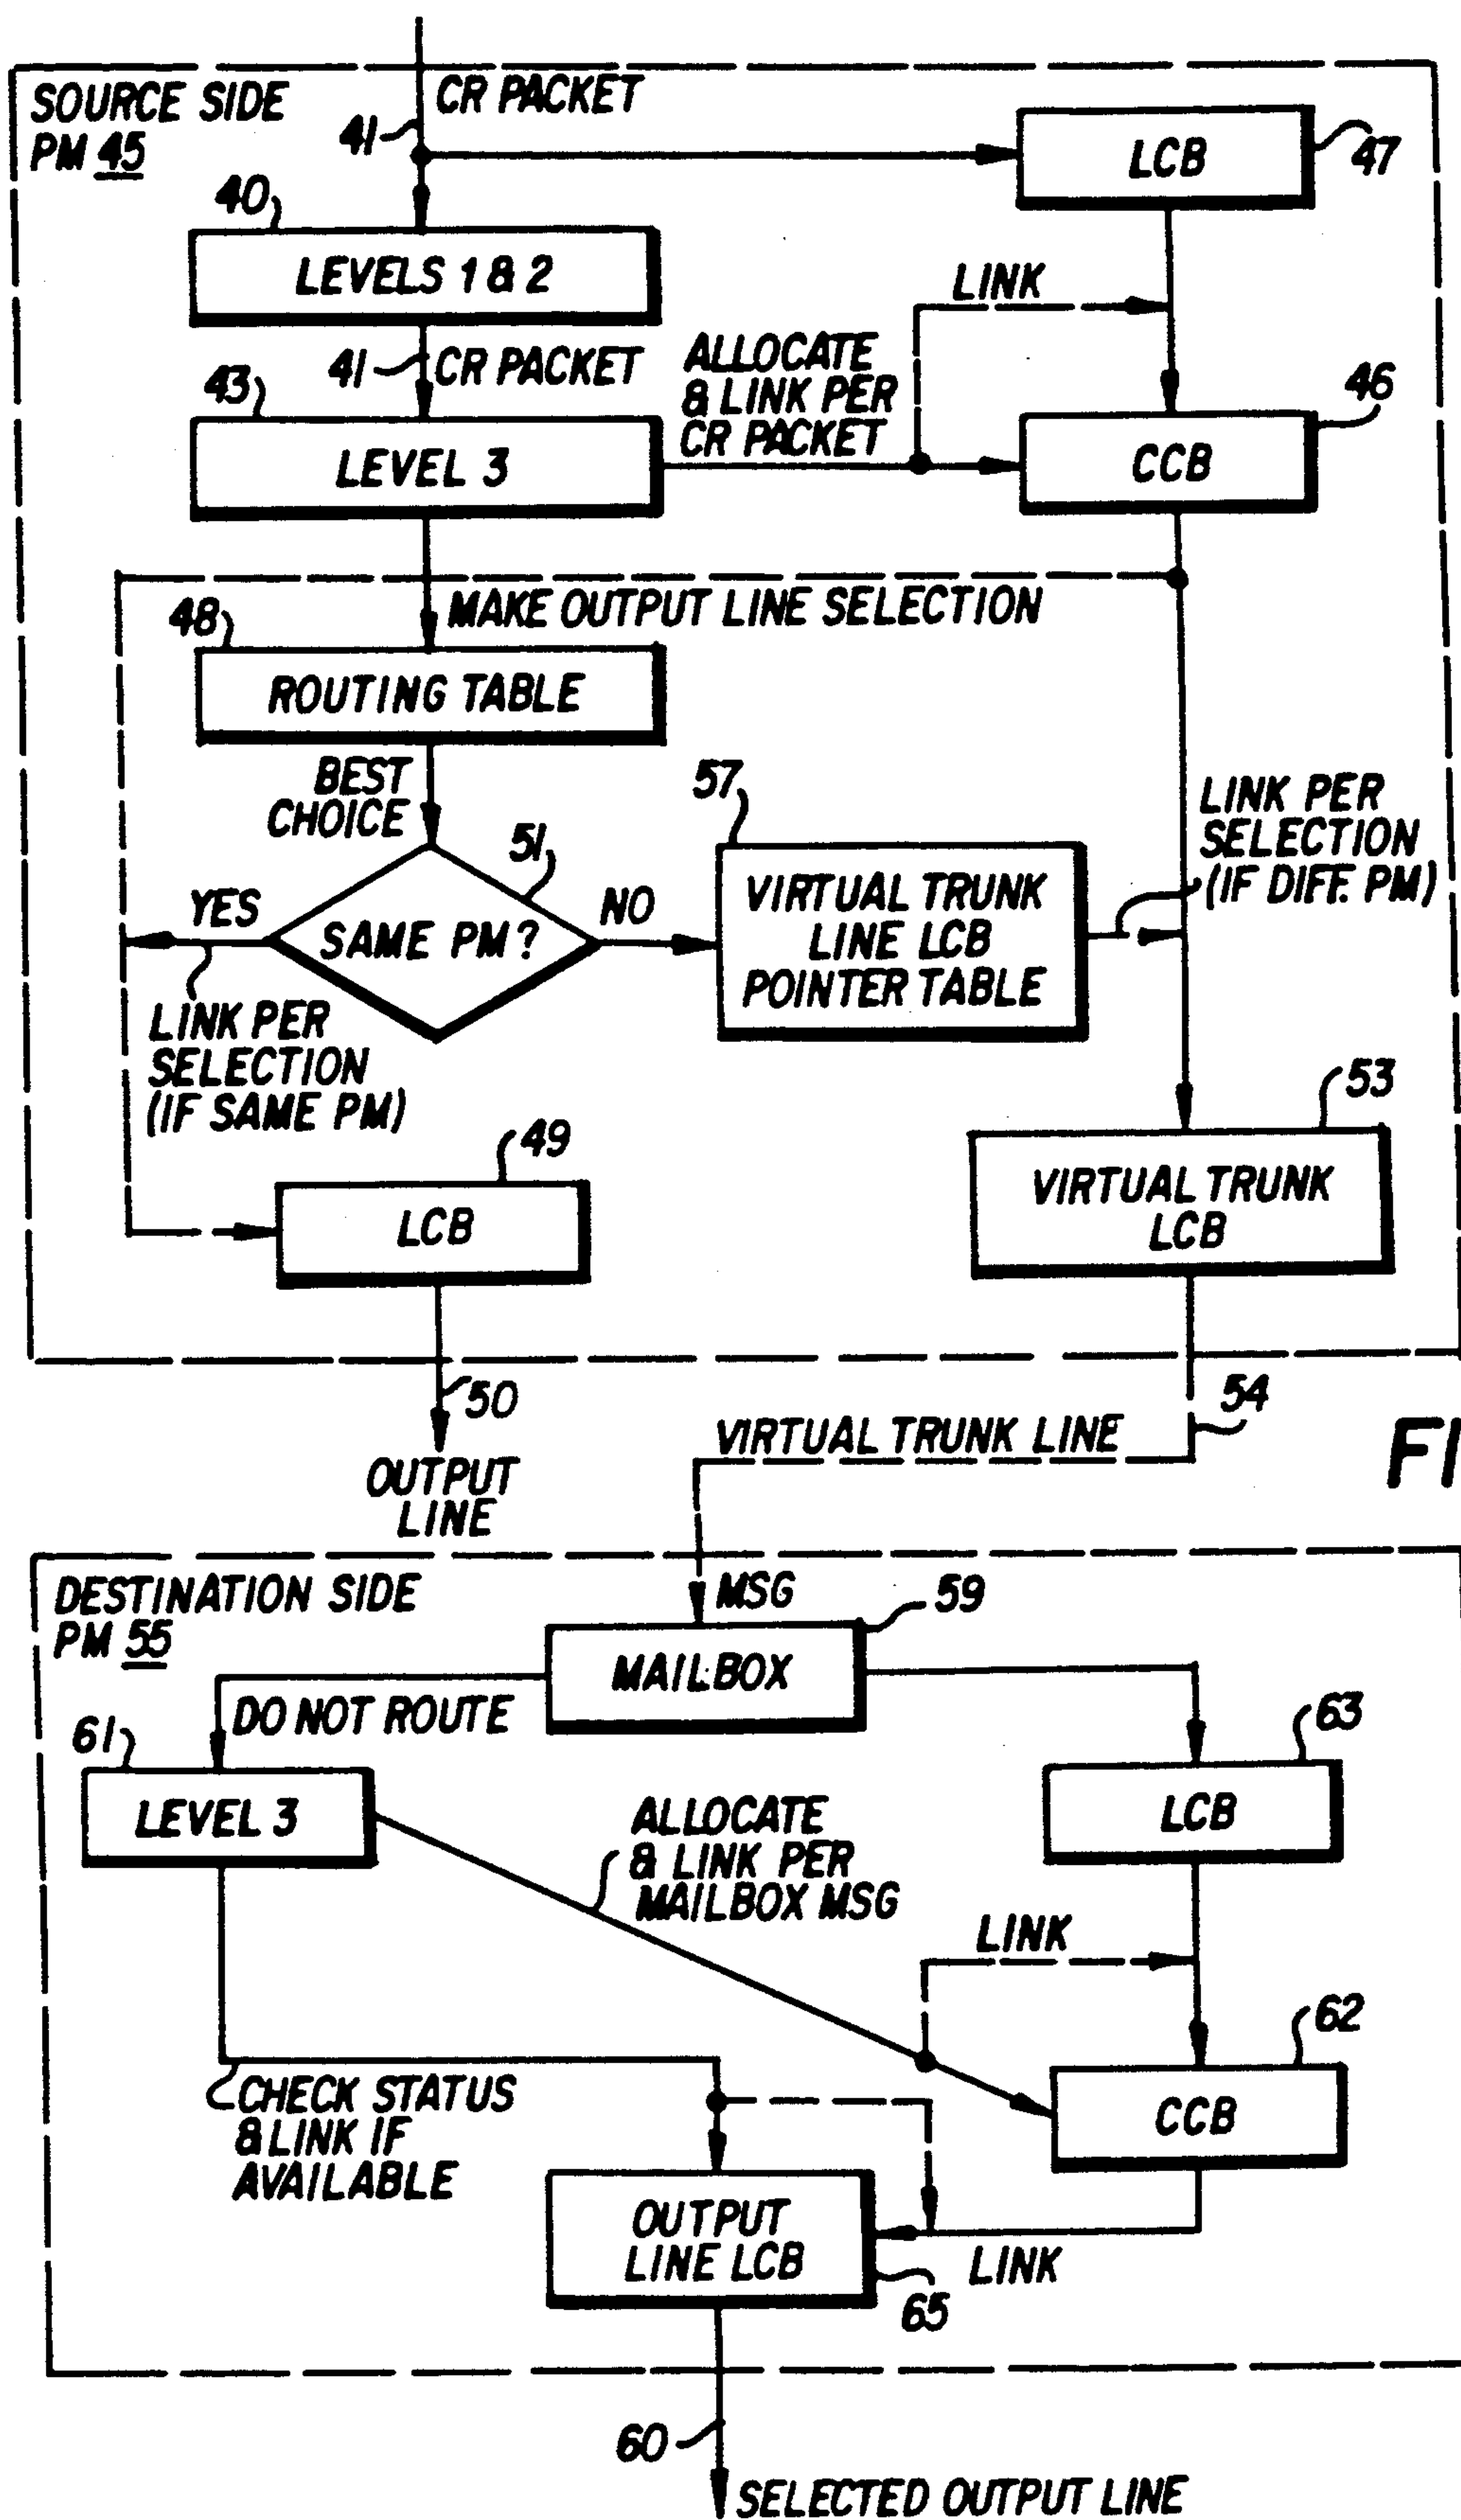 CR PACKET
SOURCE SIDE
PM 45
41
LCB
47
40
LEVELS 1 & 2
LINK
41
CR PACKET
ALLOCATE
& LINK PER
CR PACKET
43
46
LEVEL 3
CCB
MAKE OUTPUT LINE SELECTION
48
ROUTING TABLE
BEST
CHOICE
57
LINK PER
SELECTION
(IF DIFF. PM)
51
YES
SAME PM?
NO
VIRTUAL TRUNK
LINE LCB
POINTER TABLE
LINK PER
SELECTION
(IF SAME PM)
53
49
LCB
VIRTUAL TRUNK
LCB
50
OUTPUT
LINE
54
VIRTUAL TRUNK LINE
FI
DESTINATION SIDE
PM 55
MSG
59
MAILBOX
DO NOT ROUTE
61
63
LEVEL 3
LCB
ALLOCATE
& LINK PER
MAILBOX MSG
LINK
62
CHECK STATUS
& LINK IF
AVAILABLE
CCB
OUTPUT
LINE LCB
LINK
65
60
SELECTED OUTPUT LINE